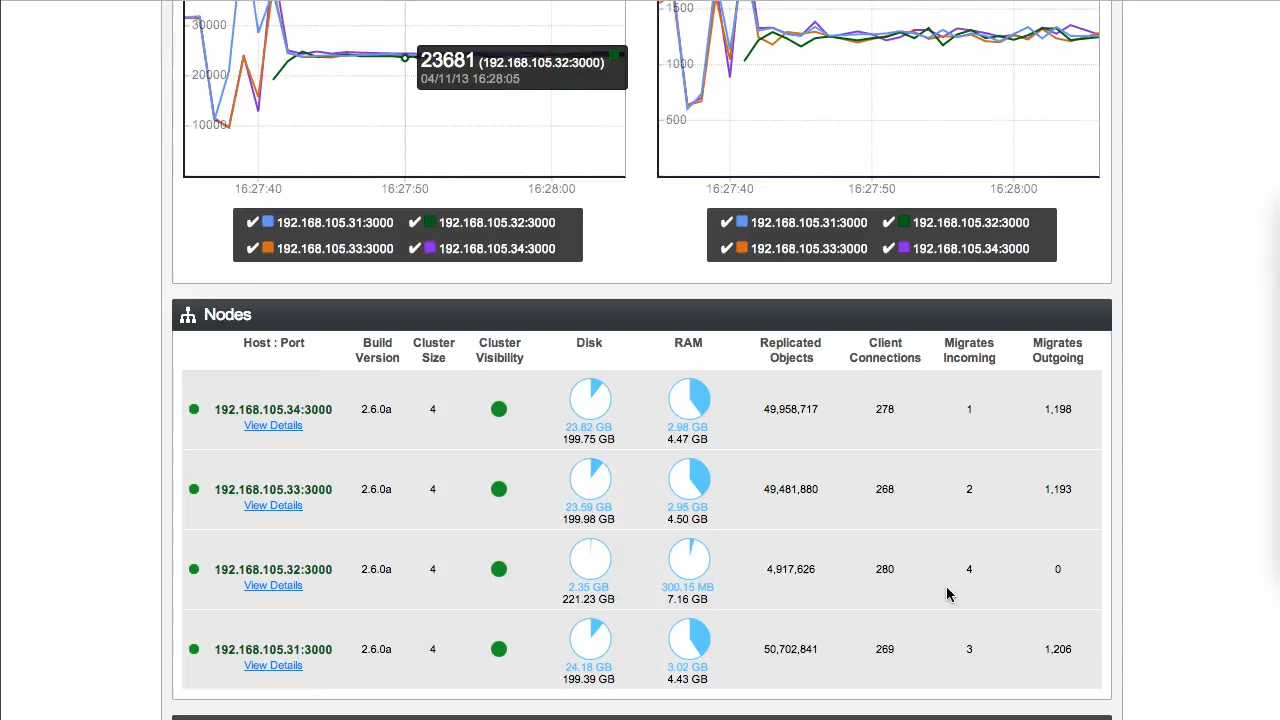 30000
20000
10000
23681 (192.168.105.32:3000)
04/11/13 16:28:05
16:27:40 16:27:50 16:28:00
1500
1000
500
16:27:40 16:27:50 16:28:00
✔ 192.168.105.31:3000 ✔ 192.168.105.32:3000
✔ 192.168.105.33:3000 ✔ 192.168.105.34:3000
✔ 192.168.105.31:3000 ✔ 192.168.105.32:3000
✔ 192.168.105.33:3000 ✔ 192.168.105.34:3000
Nodes
Host : Port Build Version Cluster Size Cluster Visibility Disk RAM Replicated Objects Client Connections Migrates Incoming Migrates Outgoing
192.168.105.34:3000 2.6.0a 4 49,958,717 278 1 1,198
View Details 23.82 GB 2.98 GB
199.75 GB 4.47 GB
192.168.105.33:3000 2.6.0a 4 49,481,880 268 2 1,193
View Details 23.59 GB 2.95 GB
199.98 GB 4.50 GB
192.168.105.32:3000 2.6.0a 4 4,917,626 280 4 0
View Details 2.35 GB 300.15 MB
221.23 GB 7.16 GB
192.168.105.31:3000 2.6.0a 4 50,702,841 269 3 1,206
View Details 24.18 GB 3.02 GB
199.39 GB 4.43 GB